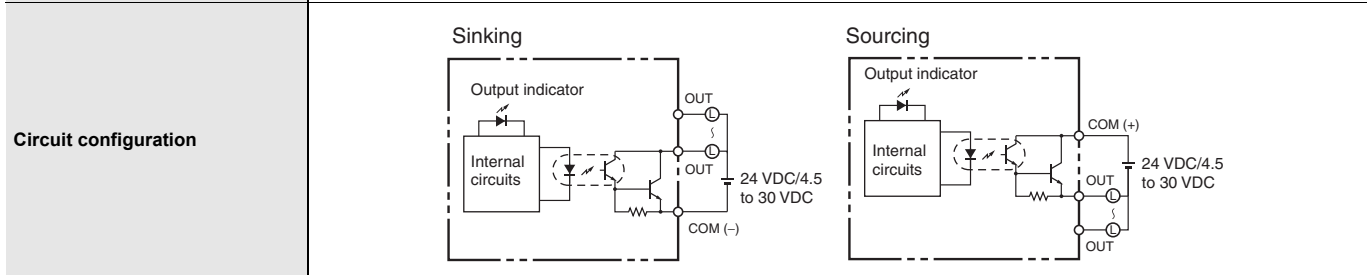 Circuit configuration
Sinking
Output indicator
Internal
circuits
OUT
L
L
OUT
24 VDC/4.5
to 30 VDC
COM (–)
Sourcing
Output indicator
Internal
circuits
COM (+)
24 VDC/4.5
to 30 VDC
OUT
L
L
OUT